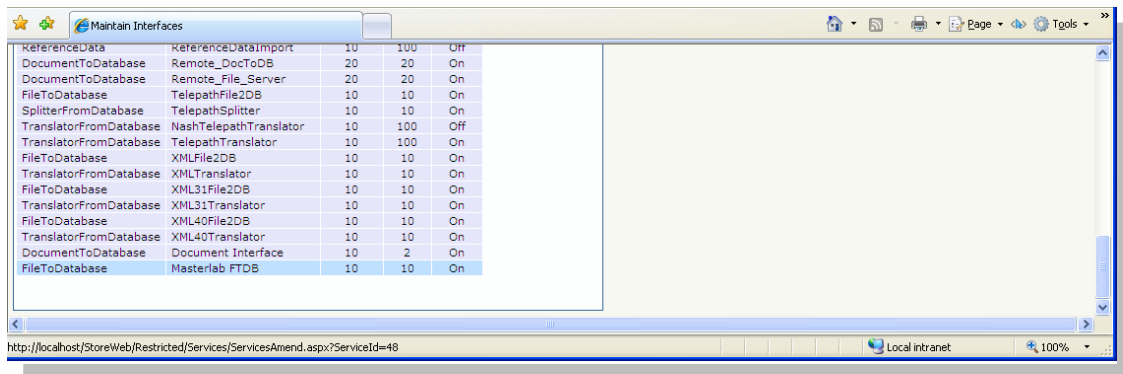 Maintain Interfaces Page Tools »
ReferenceData ReferenceDataImport 10 100 Off
DocumentToDatabase Remote_DocToDB 20 20 On
DocumentToDatabase Remote_File_Server 20 20 On
FileToDatabase TelepathFile2DB 10 10 On
SplitterFromDatabase TelepathSplitter 10 10 On
TranslatorFromDatabase NashTelepathTranslator 10 100 Off
TranslatorFromDatabase TelepathTranslator 10 100 On
FileToDatabase XMLFile2DB 10 10 On
TranslatorFromDatabase XMLTranslator 10 10 On
FileToDatabase XML31File2DB 10 10 On
TranslatorFromDatabase XML31Translator 10 10 On
FileToDatabase XML40File2DB 10 10 On
TranslatorFromDatabase XML40Translator 10 10 On
DocumentToDatabase Document Interface 10 2 On
FileToDatabase Masterlab FTDB 10 10 On
http://localhost/StoreWeb/Restricted/Services/ServicesAmend.aspx?ServiceId=48 Local intranet 100%